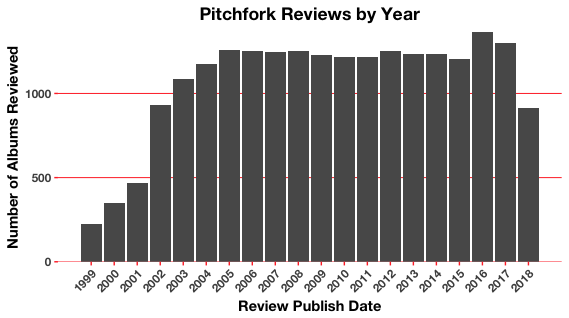 Pitchfork Reviews by Year
Number of Albums Reviewed
1000
500
0
1999 2000 2001 2002 2003 2004 2005 2006 2007 2008 2009 2010 2011 2012 2013 2014 2015 2016 2017 2018
Review Publish Date